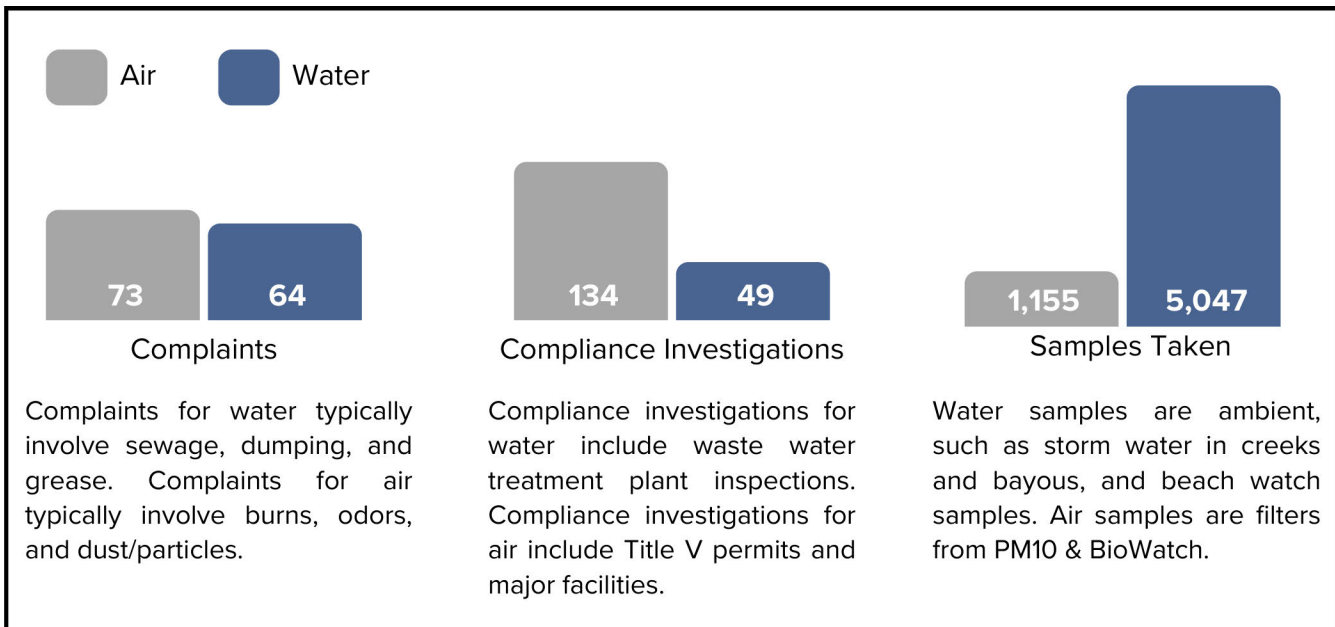 Air
Water
73
64
Complaints
Complaints for water typically
involve sewage, dumping, and
grease. Complaints for air
typically involve burns, odors,
and dust/particles.
134
49
Compliance Investigations
Compliance investigations for
water include waste water
treatment plant inspections.
Compliance investigations for
air include Title V permits and
major facilities.
1,155
5,047
Samples Taken
Water samples are ambient,
such as storm water in creeks
and bayous, and beach watch
samples. Air samples are filters
from PM10 & BioWatch.